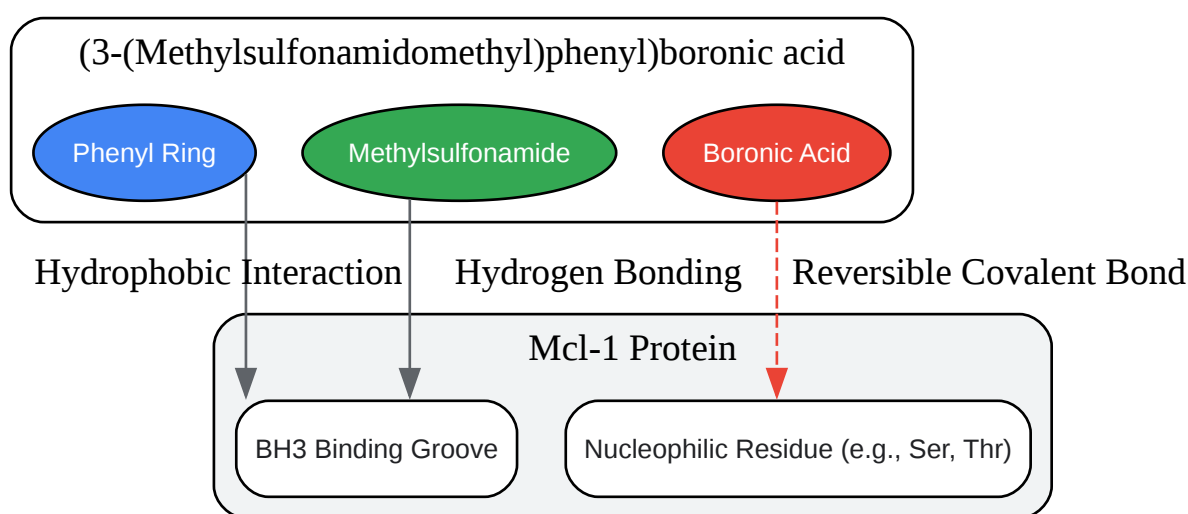 (3-(Methylsulfonamidomethyl)phenyl)boronic acid
Phenyl Ring
Methylsulfonamide
Boronic Acid
Hydrophobic Interaction
Hydrogen Bonding
Reversible Covalent Bond
Mcl-1 Protein
BH3 Binding Groove
Nucleophilic Residue (e.g., Ser, Thr)